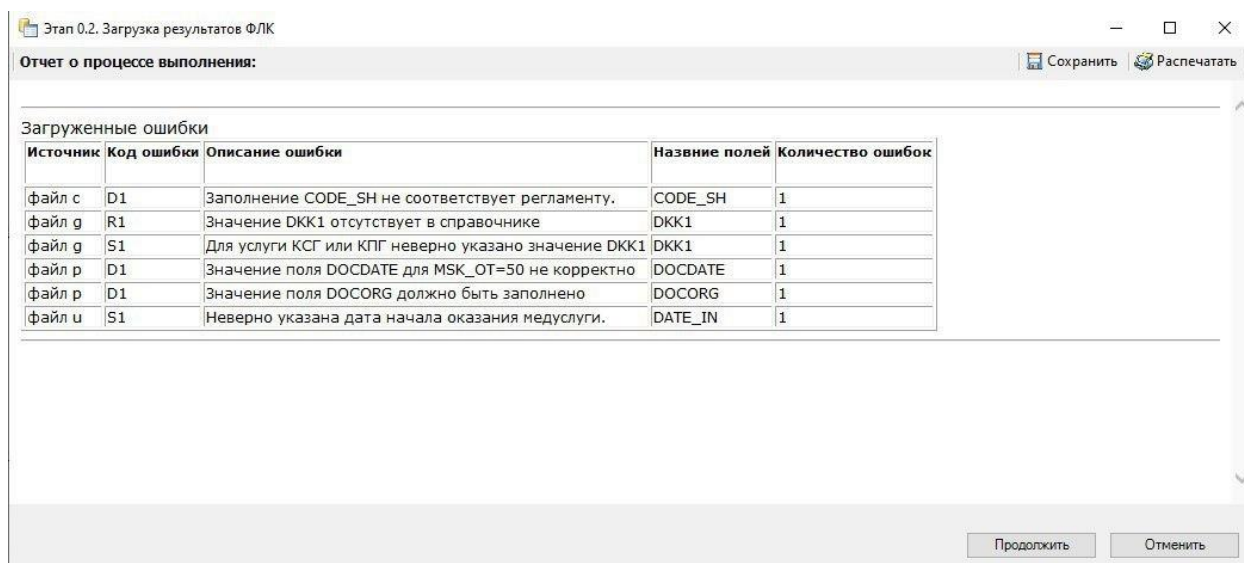 Этап 0.2. Загрузка результатов ФЛК
Отчет о процессе выполнения:
Сохранить
Распечатать
Загруженные ошибки
Источник Код ошибки Описание ошибки Назвние полей Количество ошибок
файл c D1 Заполнение CODE_SH не соответствует регламенту. CODE_SH 1
файл g R1 Значение DKK1 отсутствует в справочнике DKK1 1
файл g S1 Для услуги КСГ или КПГ неверно указано значение DKK1 DKK1 1
файл p D1 Значение поля DOCDATE для MSK_OT=50 не корректно DOCDATE 1
файл p D1 Значение поля DOCORG должно быть заполнено DOCORG 1
файл u S1 Неверно указана дата начала оказания медуслуги. DATE_IN 1
Продолжить
Отменить